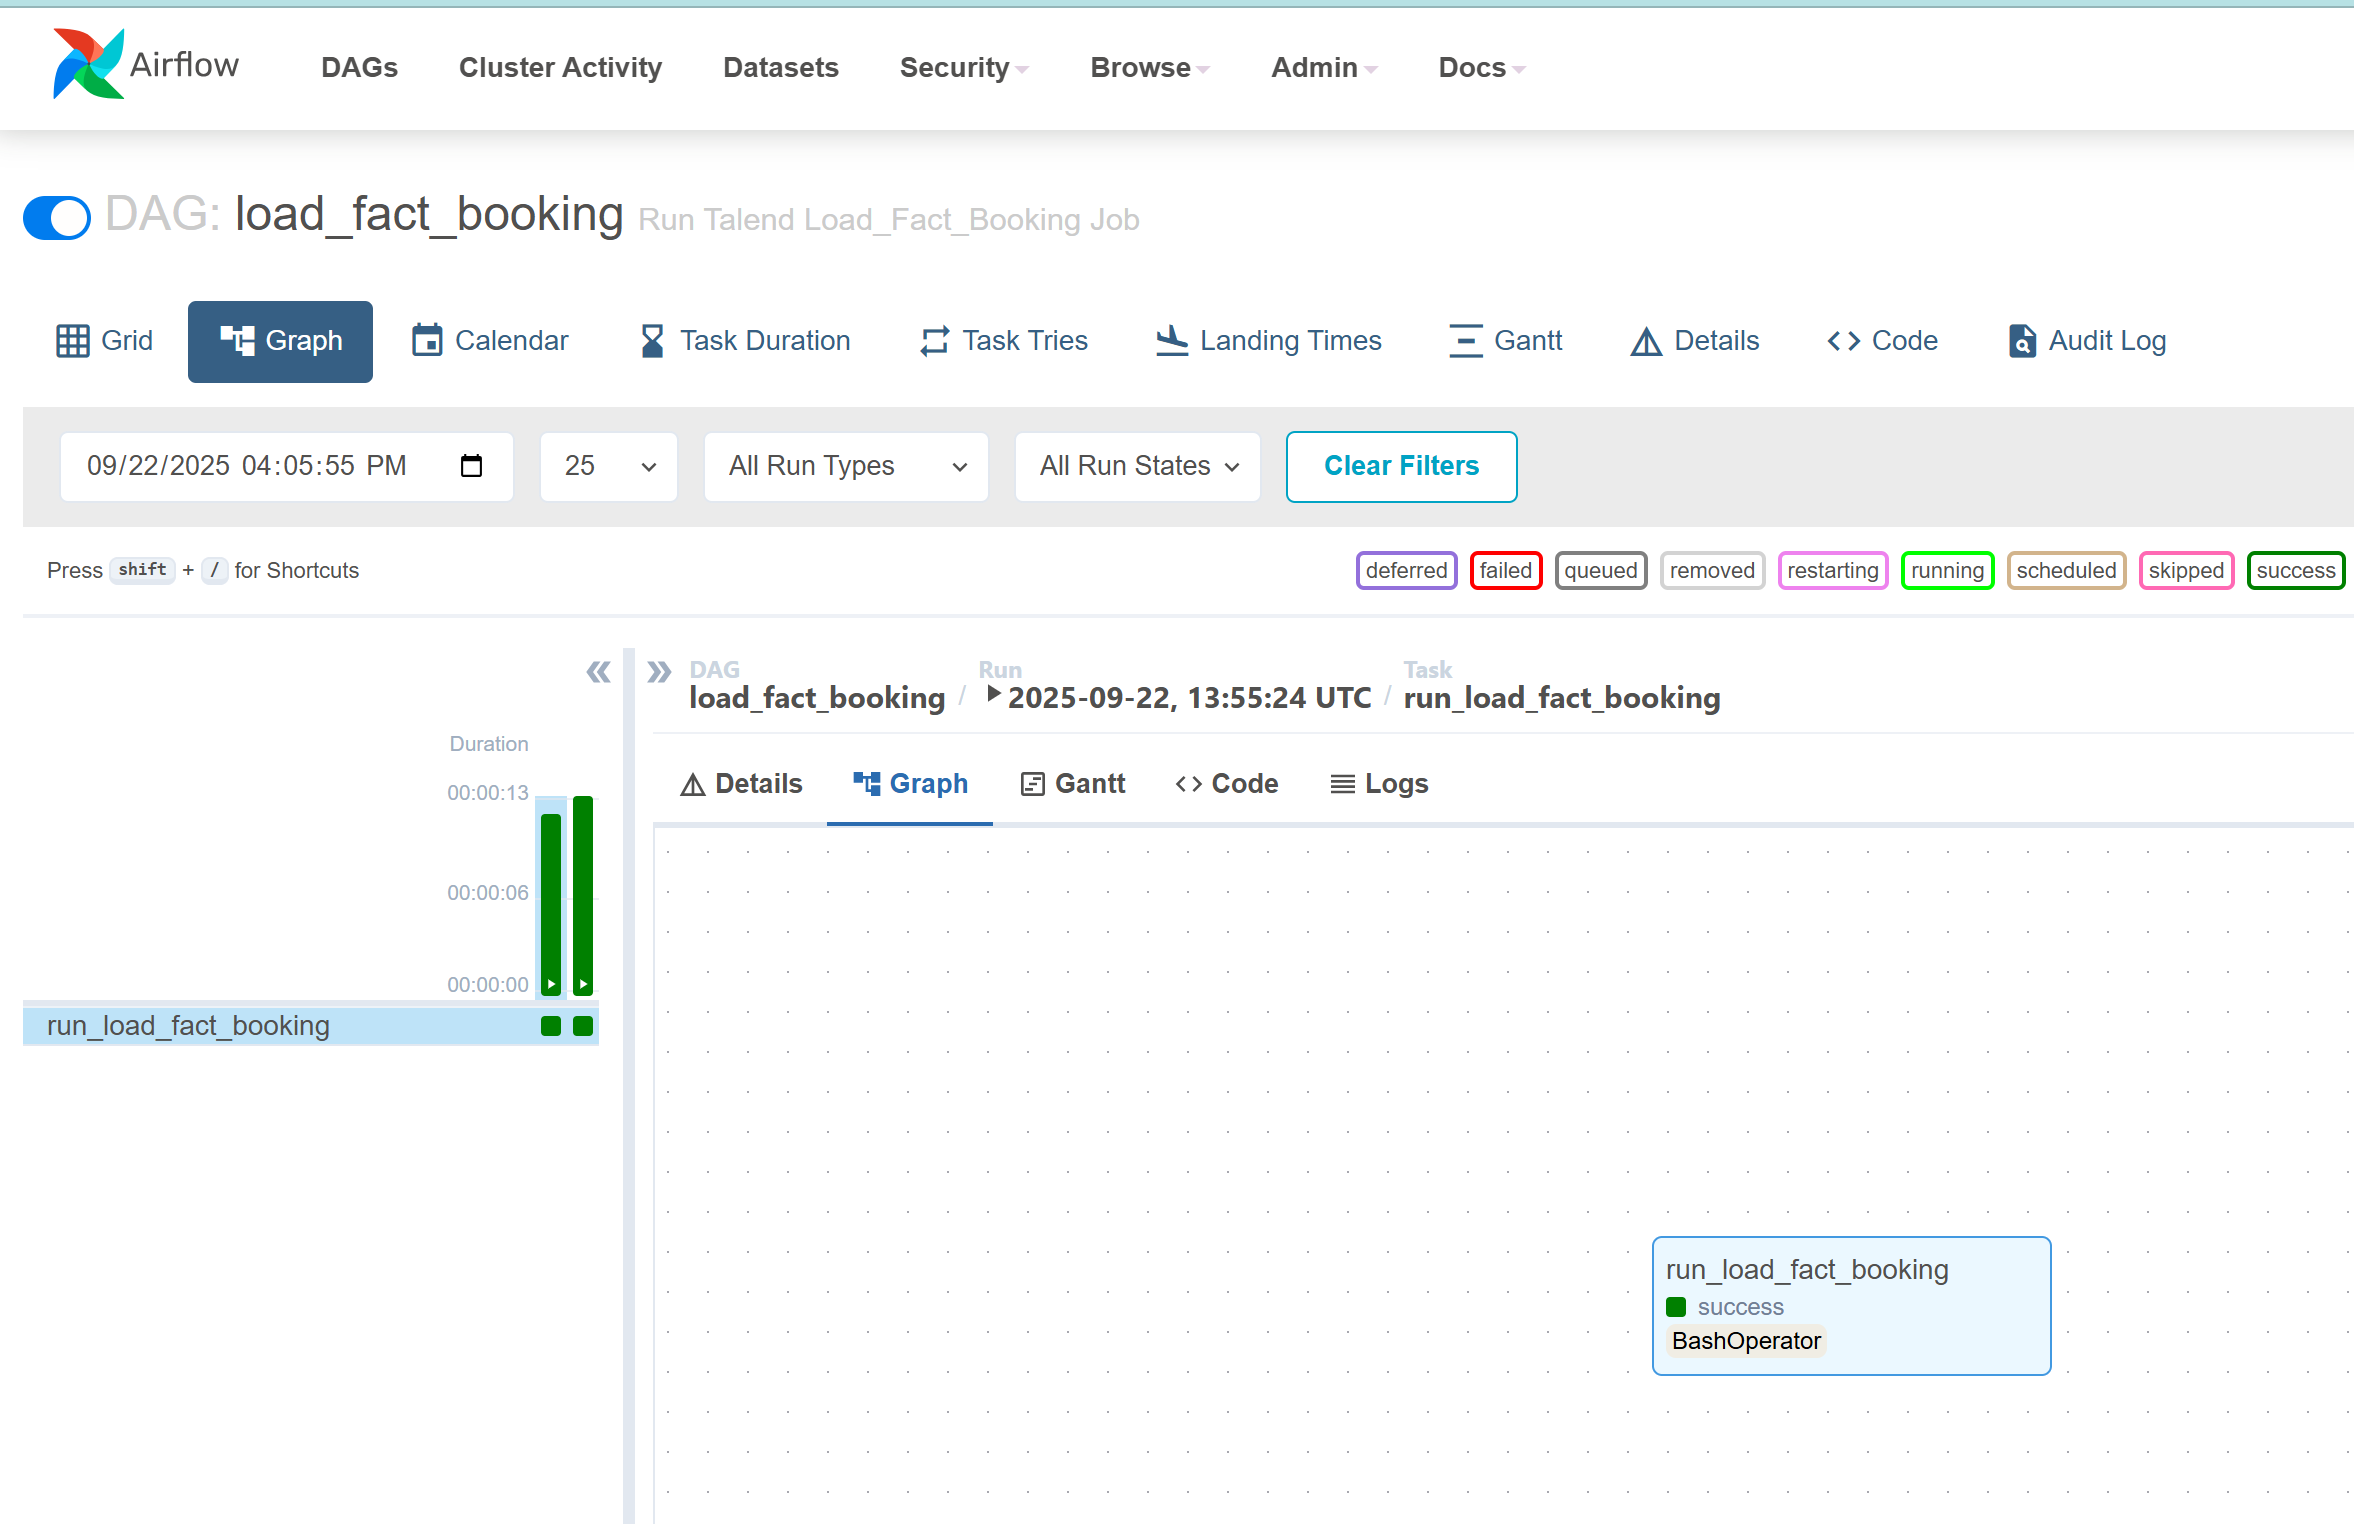 Airflow DAGs Cluster Activity Datasets Security Browse Admin Docs
DAG: load_fact_booking Run Talend Load_Fact_Booking Job
Grid Graph Calendar Task Duration Task Tries Landing Times Gantt Details Code Audit Log
09/22/2025 04:05:55 PM 25 All Run Types All Run States Clear Filters
Press shift + / for Shortcuts deferred failed queued removed restarting running scheduled skipped success
DAG Run Task
load_fact_booking / 2025-09-22, 13:55:24 UTC / run_load_fact_booking
Duration
Details Graph Gantt Code Logs
00:00:13
00:00:06
00:00:00
run_load_fact_booking
run_load_fact_booking
success
BashOperator